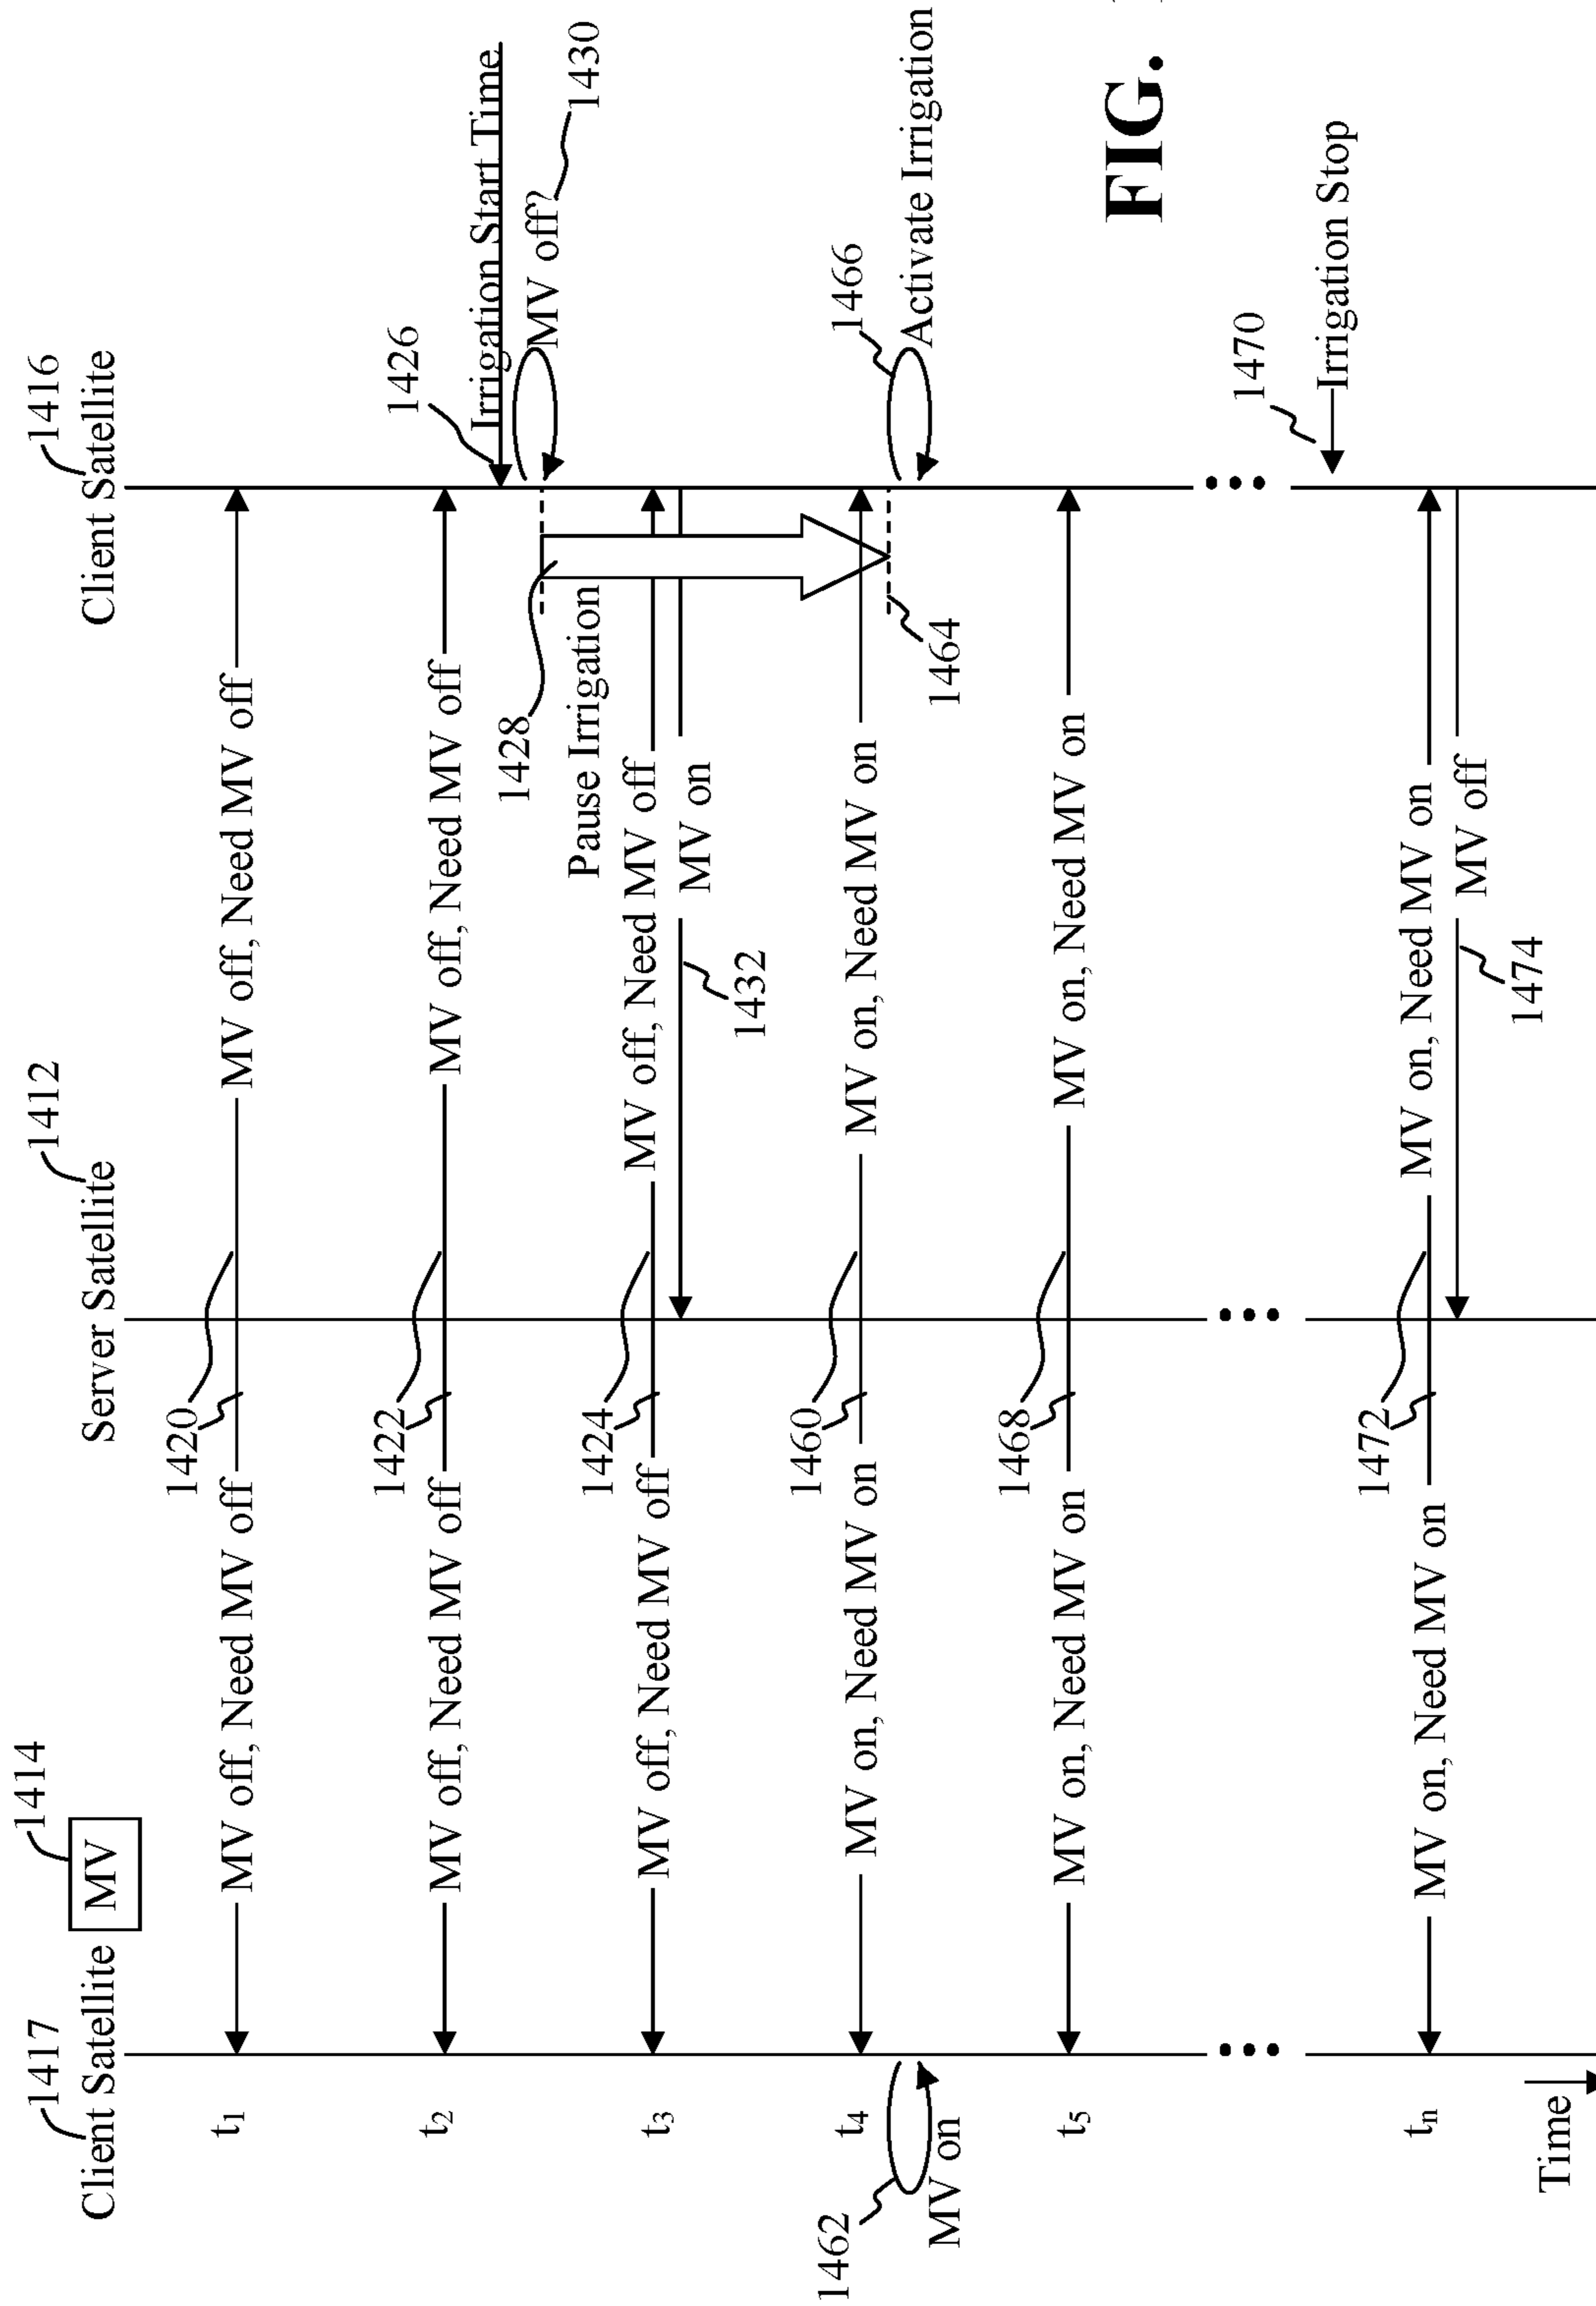 1417
1414
1412
1416
Client Satellite
MV
Server Satellite
Client Satellite
t1
1420
MV off, Need MV off
MV off, Need MV off
t2
1422
MV off, Need MV off
MV off, Need MV off
1426
Irrigation Start Time
MV off?
1430
1428
Pause Irrigation
t3
1424
MV off, Need MV off
MV off, Need MV off
MV on
1432
t4
1460
MV on, Need MV on
MV on, Need MV on
1462
MV on
1464
1466
Activate Irrigation
t5
1468
MV on, Need MV on
MV on, Need MV on
FIG.
1470
Irrigation Stop
tn
1472
MV on, Need MV on
MV on, Need MV on
MV off
1474
Time